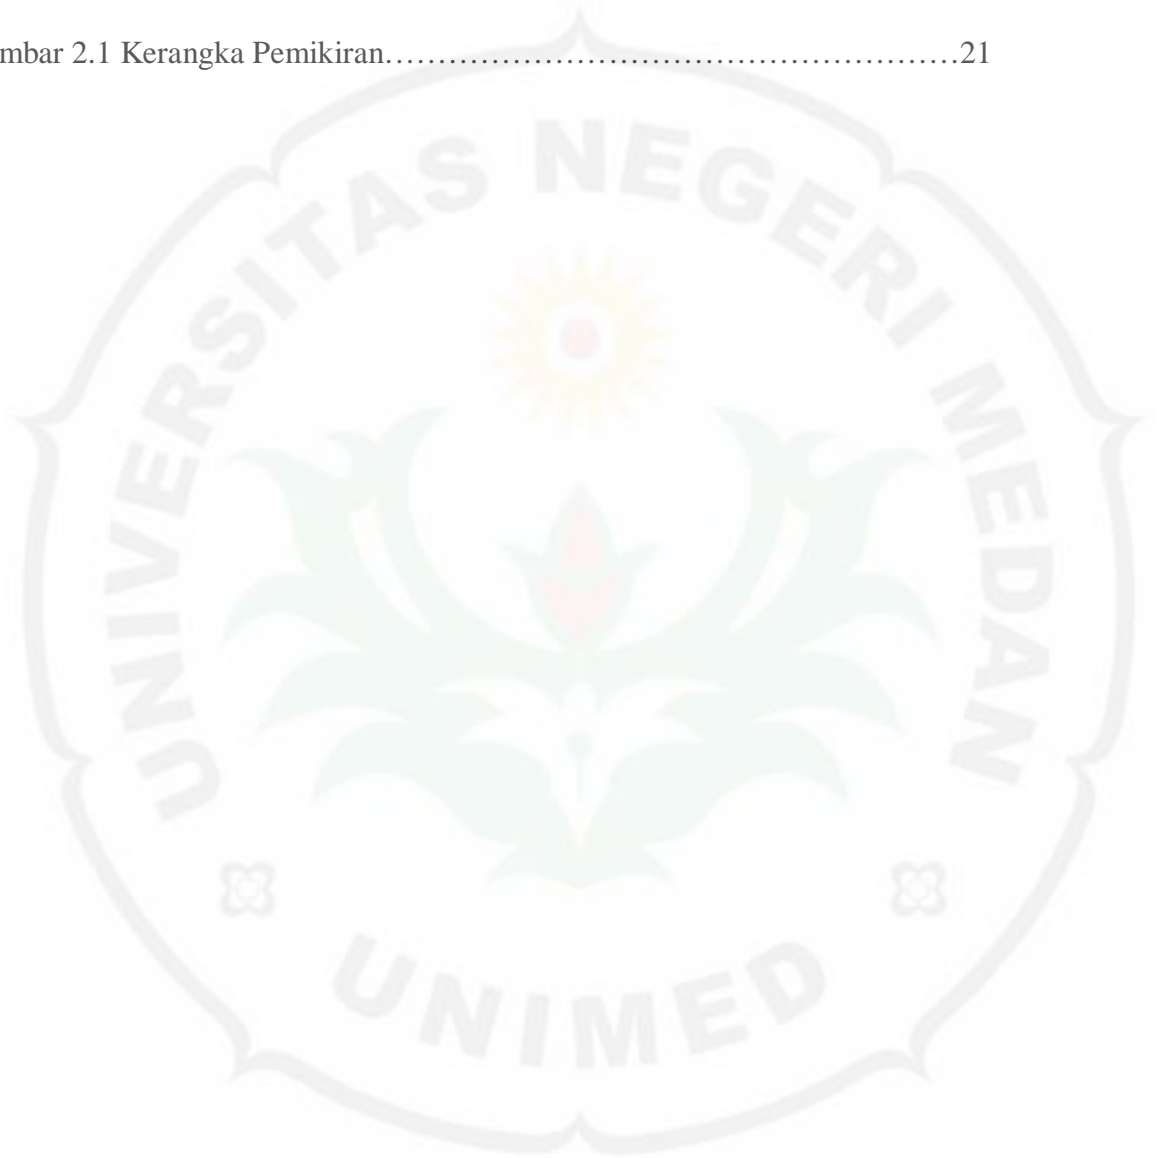 mbar 2.1 Kerangka Pemikiran……………………………………………….21
UNIVERSITAS NEGERI MEDAN
UNIMED